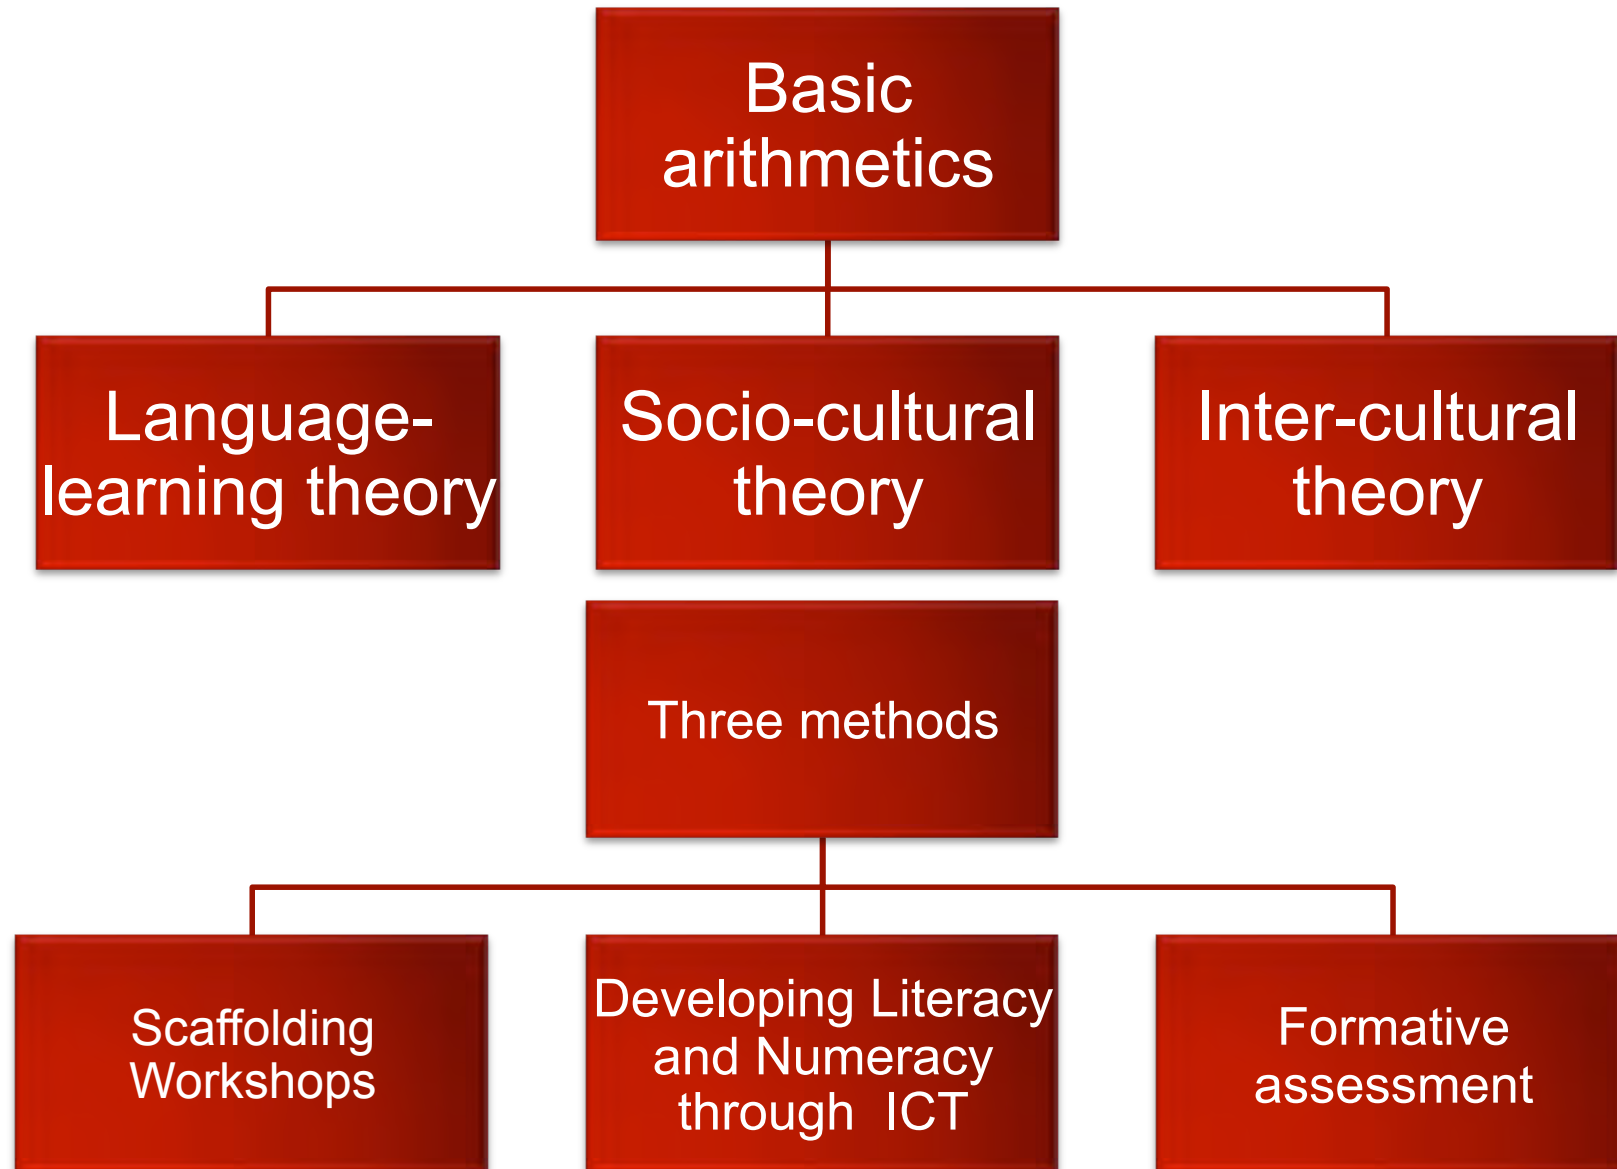 Basic
arithmetics
Language-
learning theory
Socio-cultural
theory
Inter-cultural
theory
Three methods
Scaffolding
Workshops
Developing Literacy
and Numeracy
through ICT
Formative
assessment